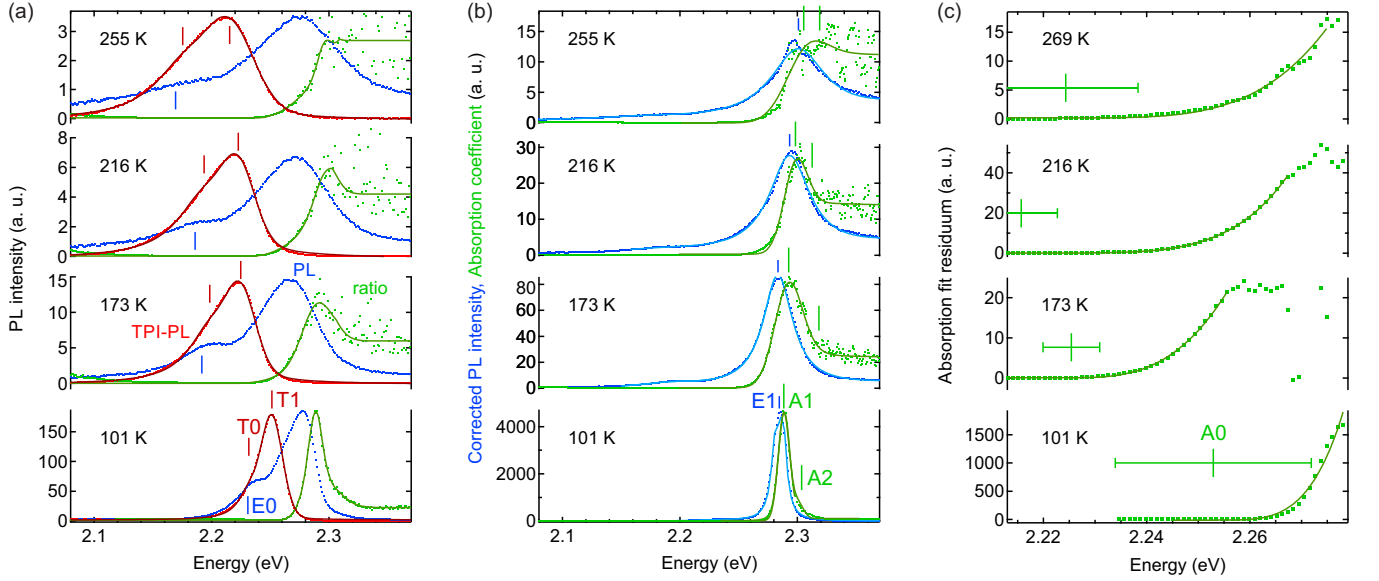 (a)
PL intensity (a. u.)
255 K
3
2
1
0
216 K
8
6
4
2
0
173 K
PL
ratio
TPI-PL
15
10
5
0
101 K
T1
T0
E0
150
100
50
0
2.1
2.2
2.3
Energy (eV)
(b)
Corrected PL intensity, Absorption coefficient (a. u.)
255 K
15
10
5
0
216 K
30
20
10
0
173 K
80
60
40
20
0
101 K
E1
A1
A2
4000
2000
0
2.1
2.2
2.3
Energy (eV)
(c)
Absorption fit residuum (a. u.)
269 K
15
10
5
0
216 K
40
20
0
173 K
20
10
0
101 K
A0
1500
1000
500
0
2.22
2.24
2.26
Energy (eV)